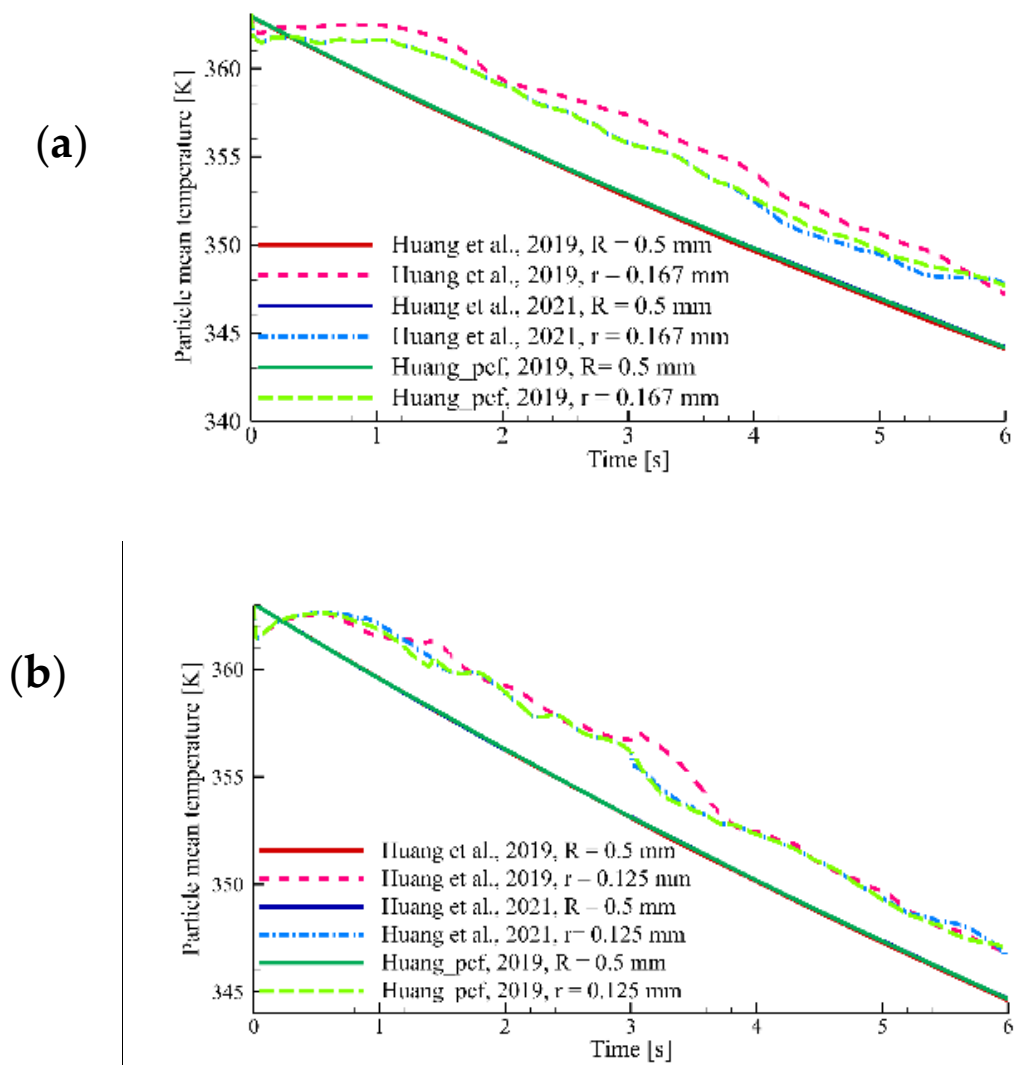 (a)
Particle mean temperature [K]
360
355
350
345
340
Huang et al., 2019, R = 0.5 mm
Huang et al., 2019, r = 0.167 mm
Huang et al., 2021, R = 0.5 mm
Huang et al., 2021, r = 0.167 mm
Huang_pcf, 2019, R= 0.5 mm
Huang_pcf, 2019, r = 0.167 mm
0 1 2 3 4 5 6
Time [s]
(b)
Particle mean temperature [K]
360
355
350
345
Huang et al., 2019, R = 0.5 mm
Huang et al., 2019, r = 0.125 mm
Huang et al., 2021, R = 0.5 mm
Huang et al., 2021, r= 0.125 mm
Huang_pcf, 2019, R = 0.5 mm
Huang_pcf, 2019, r = 0.125 mm
0 1 2 3 4 5 6
Time [s]